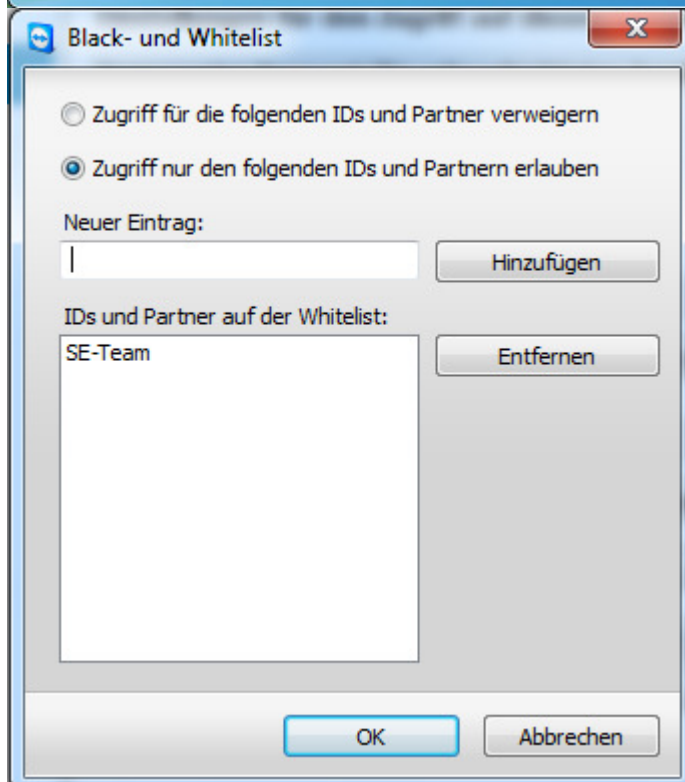 Black- und Whitelist
Zugriff für die folgenden IDs und Partner verweigern
Zugriff nur den folgenden IDs und Partnern erlauben
Neuer Eintrag:
Hinzufügen
IDs und Partner auf der Whitelist:
SE-Team
Entfernen
OK
Abbrechen